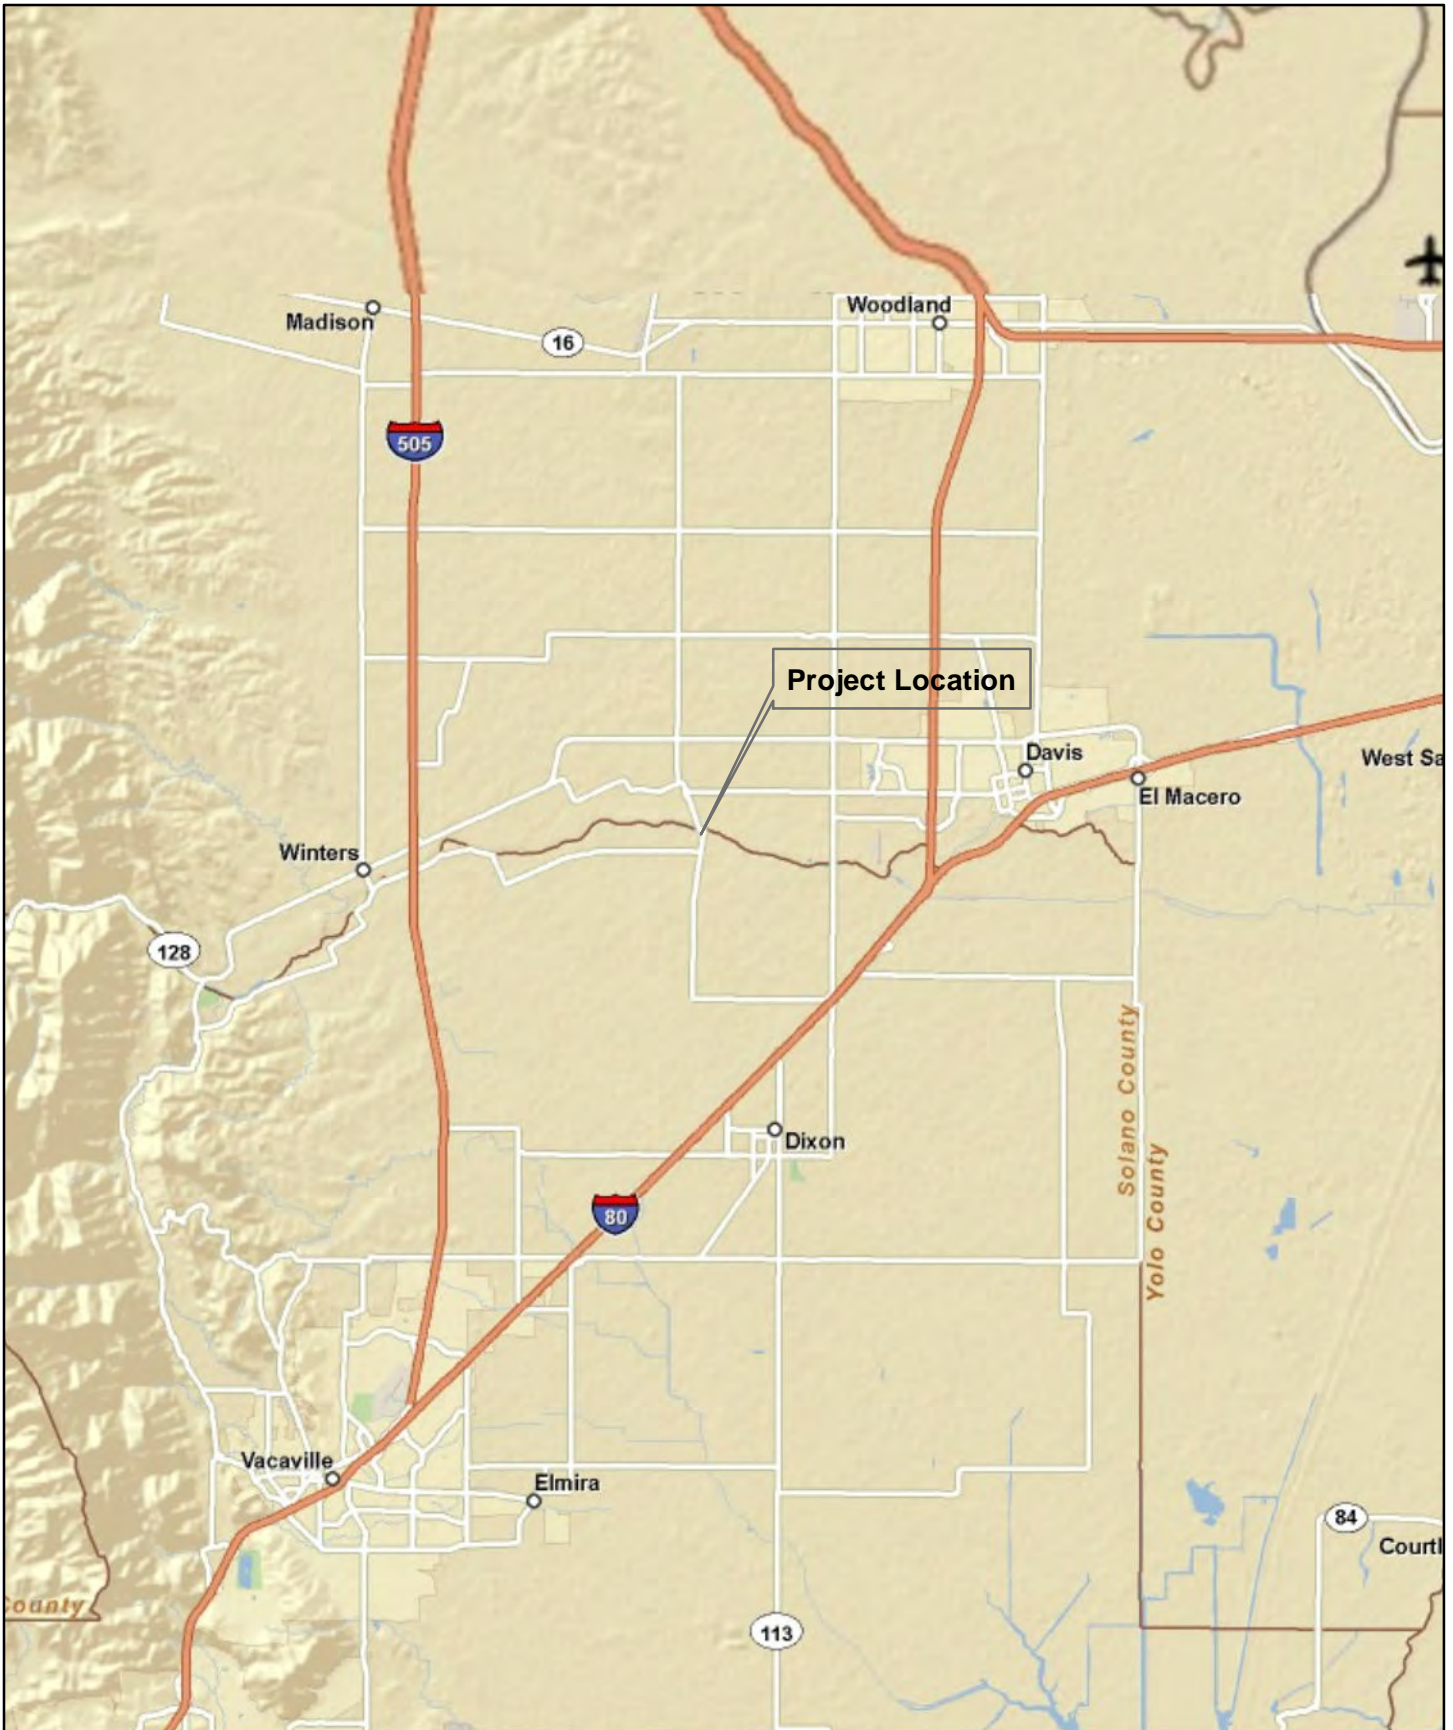 Woodland
Madison
16
505
Project Location
Davis
West Sa
El Macero
Winters
128
Solano County
Dixon
Yolo County
80
Vacaville
Elmira
84
Courtl
County
113